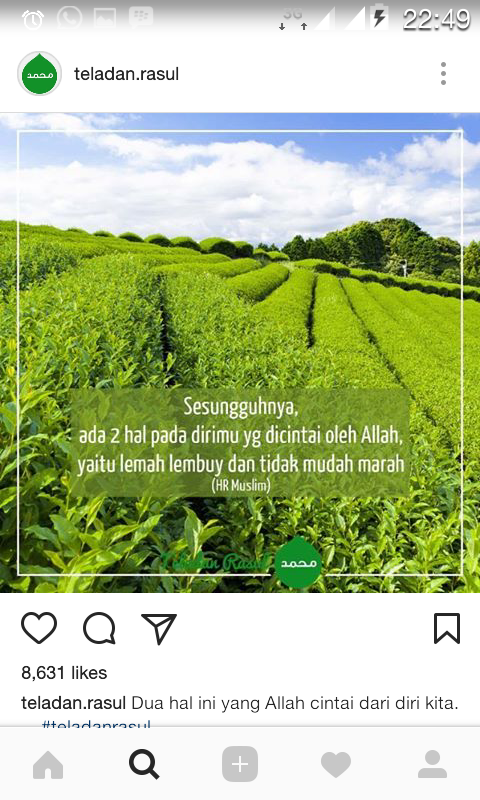 3G 22:49
محمد teladan.rasul
Sesungguhnya,
ada 2 hal pada dirimu yg dicintai oleh Allah,
yaitu lemah lembuy dan tidak mudah marah
(HR Muslim)
Teladan Rasul محمد
8,631 likes
teladan.rasul Dua hal ini yang Allah cintai dari diri kita.
#teladanrasul